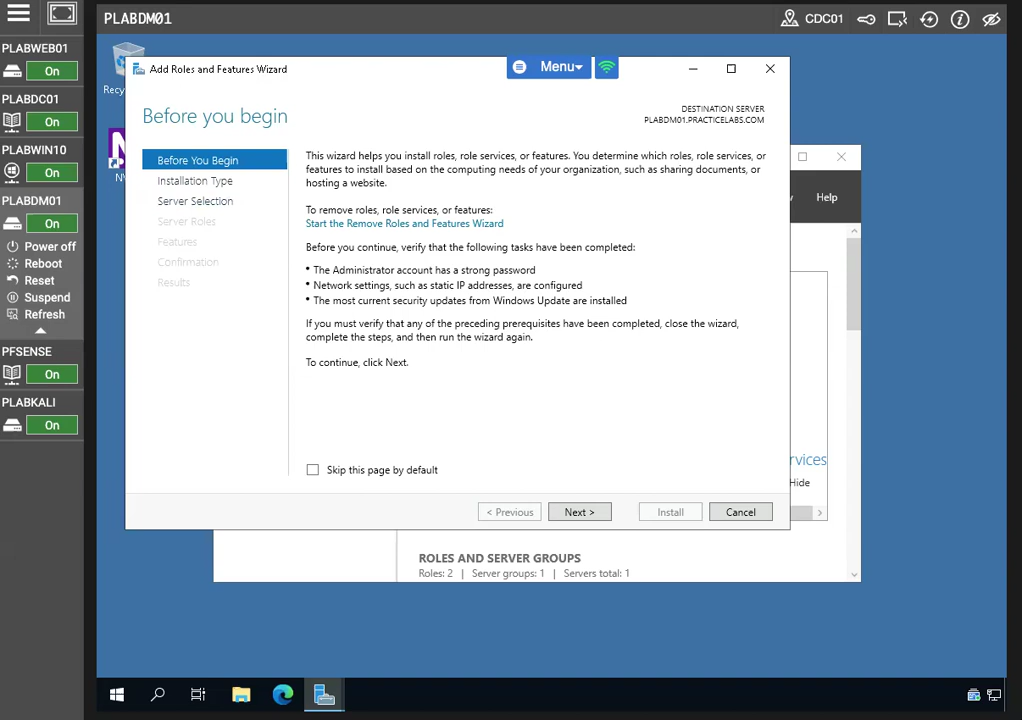 PLABDM01
CDC01
PLABWEB01
On
PLABDC01
On
PLABWIN10
On
PLABDM01
On
Power off
Reboot
Reset
Suspend
Refresh
PFSENSE
On
PLABKALI
On
Recy
Add Roles and Features Wizard
Menu
Before you begin
DESTINATION SERVER
PLABDM01.PRACTICELABS.COM
Before You Begin
Installation Type
Server Selection
Server Roles
Features
Confirmation
Results
This wizard helps you install roles, role services, or features. You determine which roles, role services, or
features to install based on the computing needs of your organization, such as sharing documents, or
hosting a website.
To remove roles, role services, or features:
Start the Remove Roles and Features Wizard
Before you continue, verify that the following tasks have been completed:
• The Administrator account has a strong password
• Network settings, such as static IP addresses, are configured
• The most current security updates from Windows Update are installed
If you must verify that any of the preceding prerequisites have been completed, close the wizard,
complete the steps, and then run the wizard again.
To continue, click Next.
Skip this page by default
< Previous
Next >
Install
Cancel
Help
rvices
Hide
ROLES AND SERVER GROUPS
Roles: 2 | Server groups: 1 | Servers total: 1